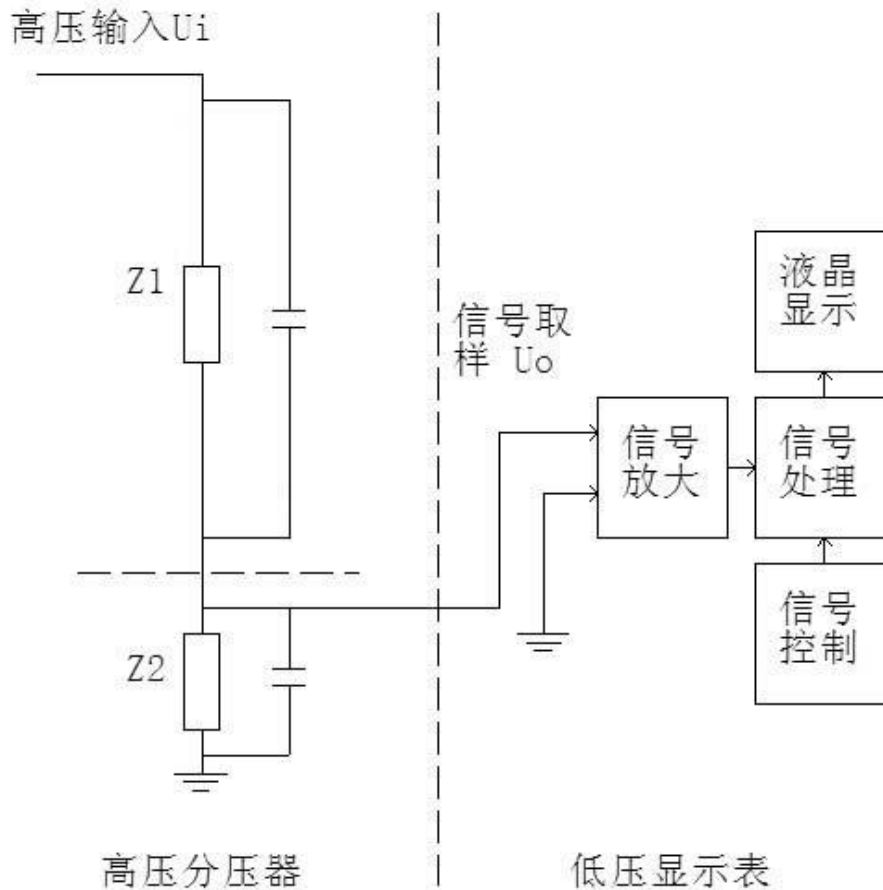 高压输入Ui
Z1
信号取
样 Uo
液晶
显示
信号
放大
信号
处理
Z2
信号
控制
高压分压器
低压显示表